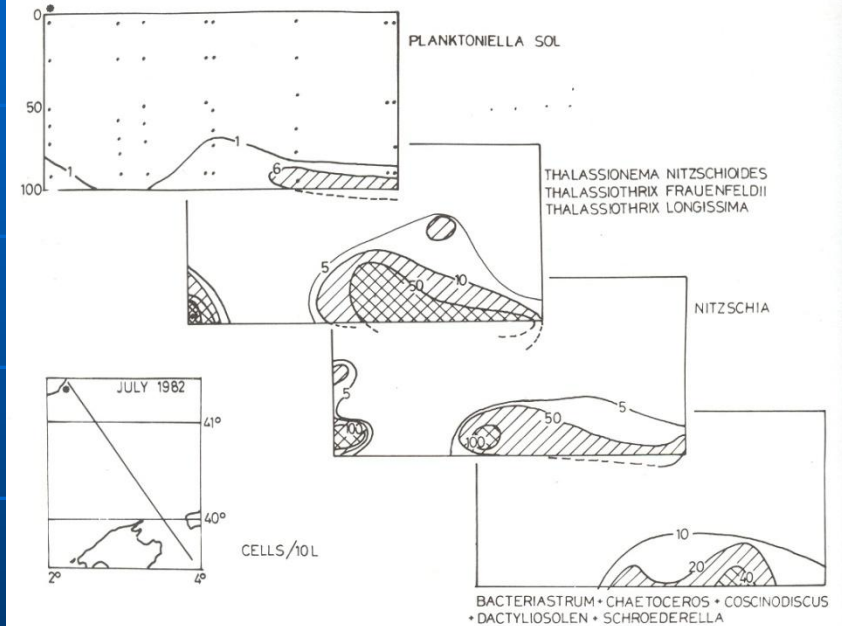 0
PLANKTONIELLA SOL
50
1
1
6
100
THALASSIONEMA NITZSCHIOIDES
THALASSIOTHRIX FRAUENFELDII
THALASSIOTHRIX LONGISSIMA
5
10
50
NITZSCHIA
5
100
5
50
100
JULY 1982
41°
40°
2°
4°
CELLS/10 L
10
20
40
BACTERIASTRUM + CHAETOCEROS + COSCINODISCUS
+ DACTYLIOSOLEN + SCHROEDERELLA